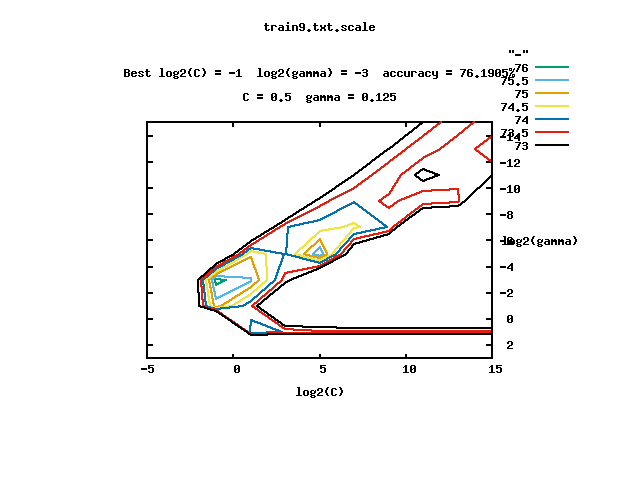 train9.txt.scale
"-"
Best log2(C) = -1 log2(gamma) = -3 accuracy = 76.1905%
76
75.5
C = 0.5 gamma = 0.125
75
74.5
74
73.5
73
-14
-12
-10
-8
-6
log2(gamma)
-4
-2
0
2
-5 0 5 10 15
log2(C)